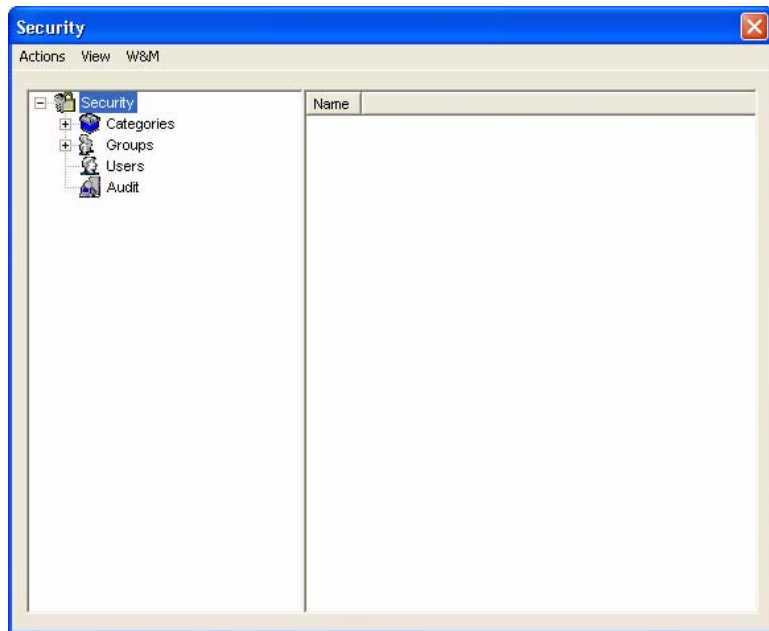 Security
Actions View W&M
Security
Name
Categories
Groups
Users
Audit